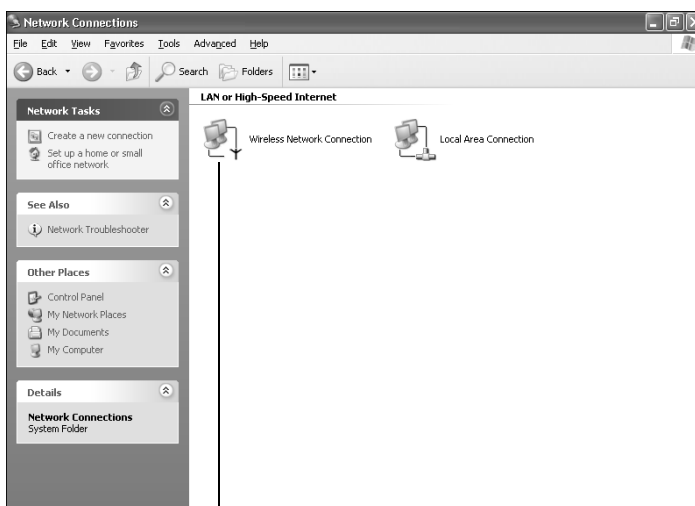 Network Connections
File Edit View Favorites Tools Advanced Help
Back Search Folders
Network Tasks
Create a new connection
Set up a home or small
office network
See Also
Network Troubleshooter
Other Places
Control Panel
My Network Places
My Documents
My Computer
Details
Network Connections
System Folder
LAN or High-Speed Internet
Wireless Network Connection
Local Area Connection